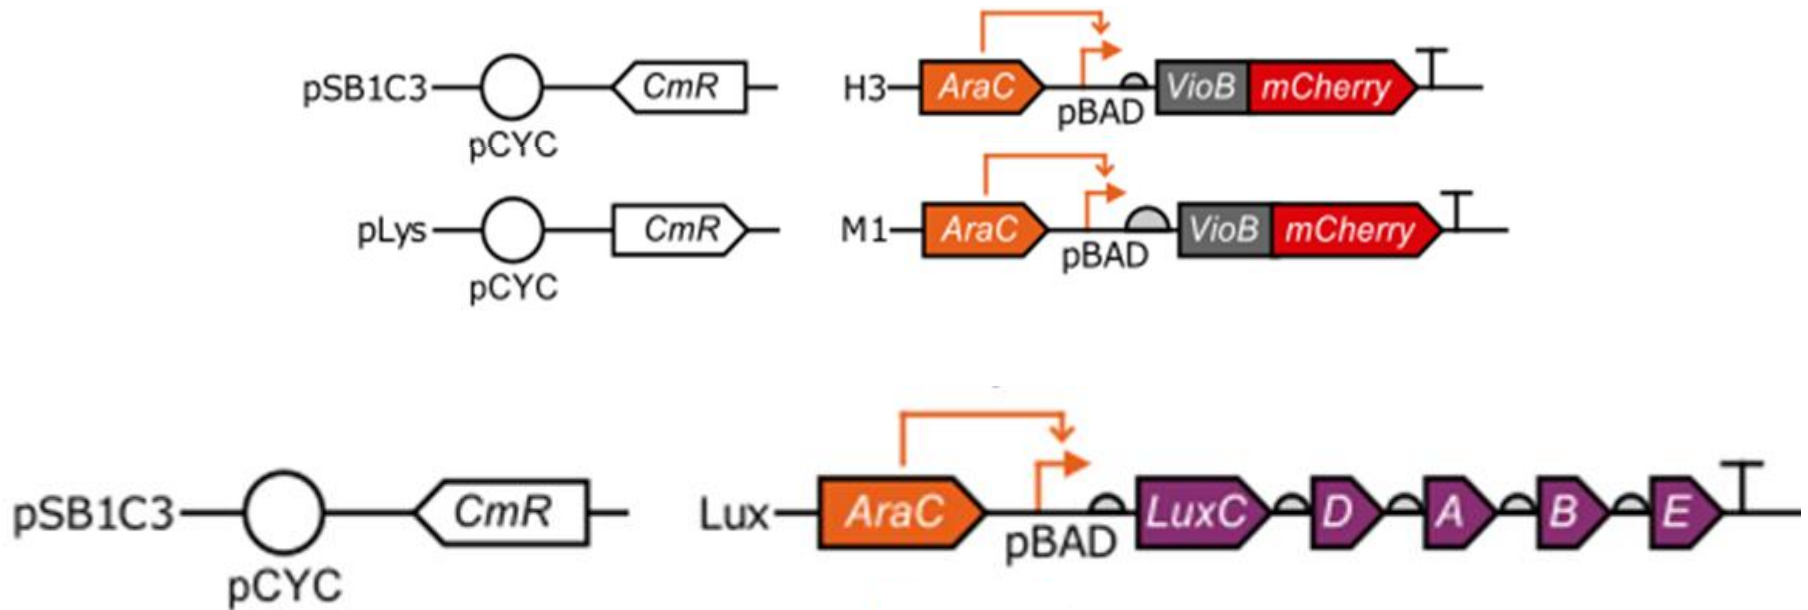 pSB1C3 CmR H3 AraC VioB mCherry
pCYC pBAD
pLys CmR M1 AraC VioB mCherry
pCYC pBAD
pSB1C3 CmR Lux AraC LuxC D A B E
pCYC pBAD